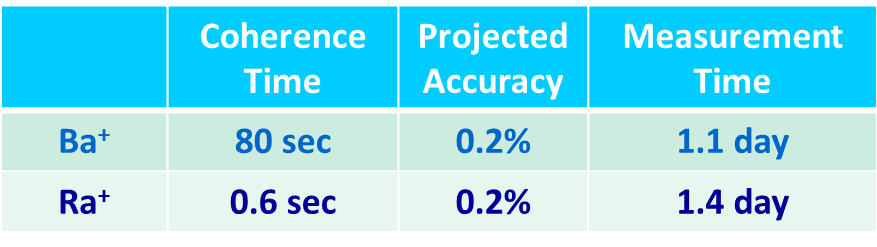 Coherence Time Projected Accuracy Measurement Time
Ba⁺ 80 sec 0.2% 1.1 day
Ra⁺ 0.6 sec 0.2% 1.4 day